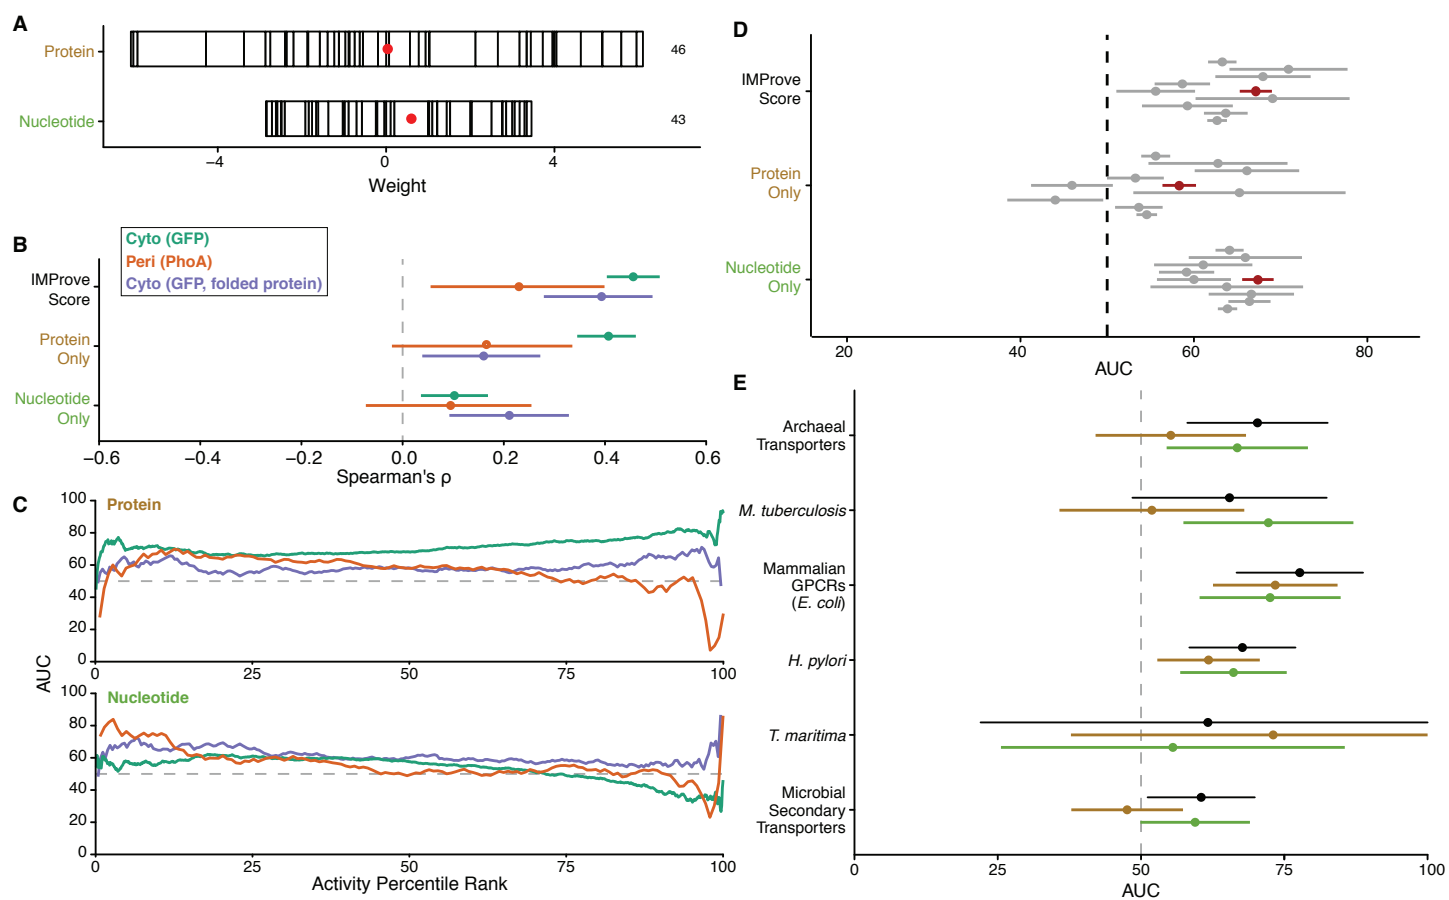 A
Protein
46
Nucleotide
43
−4
0
4
Weight
B
Cyto (GFP)
Peri (PhoA)
Cyto (GFP, folded protein)
IMProve
Score
Protein
Only
Nucleotide
Only
−0.6
−0.4
−0.2
0.0
0.2
0.4
0.6
Spearman's ρ
C
Protein
100
80
60
40
20
0
0
25
50
75
100
AUC
Nucleotide
100
80
60
40
20
0
0
25
50
75
100
Activity Percentile Rank
D
IMProve
Score
Protein
Only
Nucleotide
Only
20
40
60
80
AUC
E
Archaeal
Transporters
M. tuberculosis
Mammalian
GPCRs
(E. coli)
H. pylori
T. maritima
Microbial
Secondary
Transporters
0
25
50
75
100
AUC